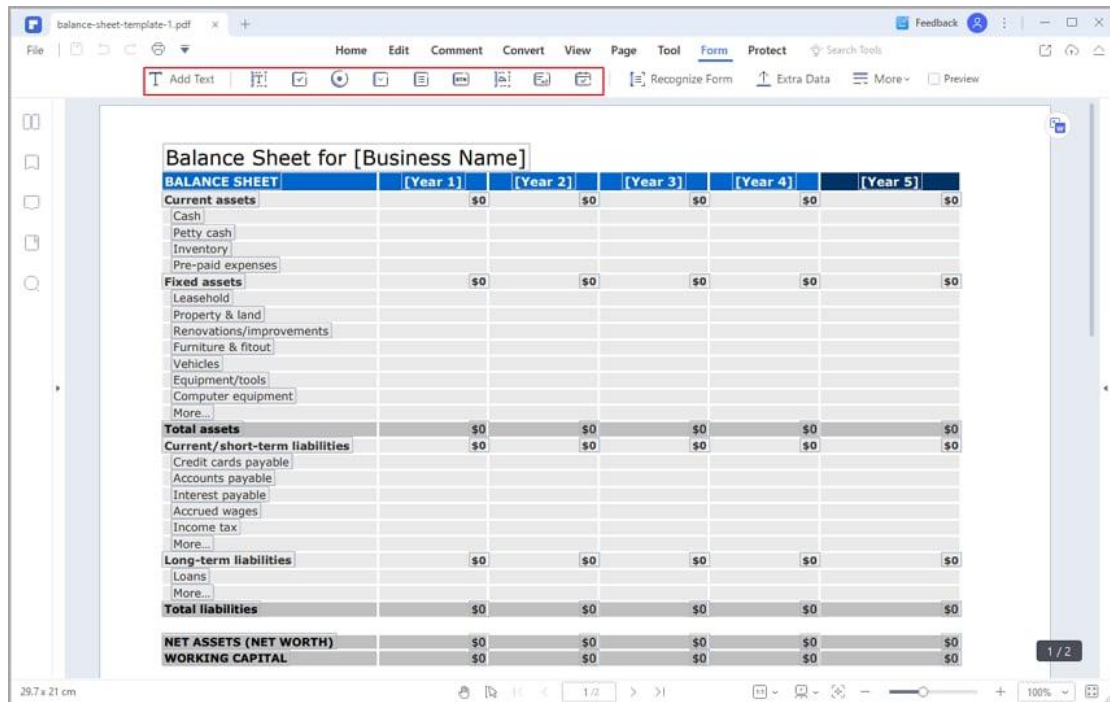 balance-sheet-template-1.pdf Feedback
File Home Edit Comment Convert View Page Tool Form Protect Search Tools
Add Text Recognize Form Extra Data More Preview
Balance Sheet for [Business Name]
BALANCE SHEET [Year 1] [Year 2] [Year 3] [Year 4] [Year 5]
Current assets $0 $0 $0 $0 $0
Cash
Petty cash
Inventory
Pre-paid expenses
Fixed assets $0 $0 $0 $0 $0
Leasehold
Property & land
Renovations/improvements
Furniture & fitout
Vehicles
Equipment/tools
Computer equipment
More...
Total assets $0 $0 $0 $0 $0
Current/short-term liabilities $0 $0 $0 $0 $0
Credit cards payable
Accounts payable
Interest payable
Accrued wages
Income tax
More...
Long-term liabilities $0 $0 $0 $0 $0
Loans
More...
Total liabilities $0 $0 $0 $0 $0
NET ASSETS (NET WORTH) $0 $0 $0 $0 $0
WORKING CAPITAL $0 $0 $0 $0 $0
1 / 2
29.7 x 21 cm 1 /2 100%